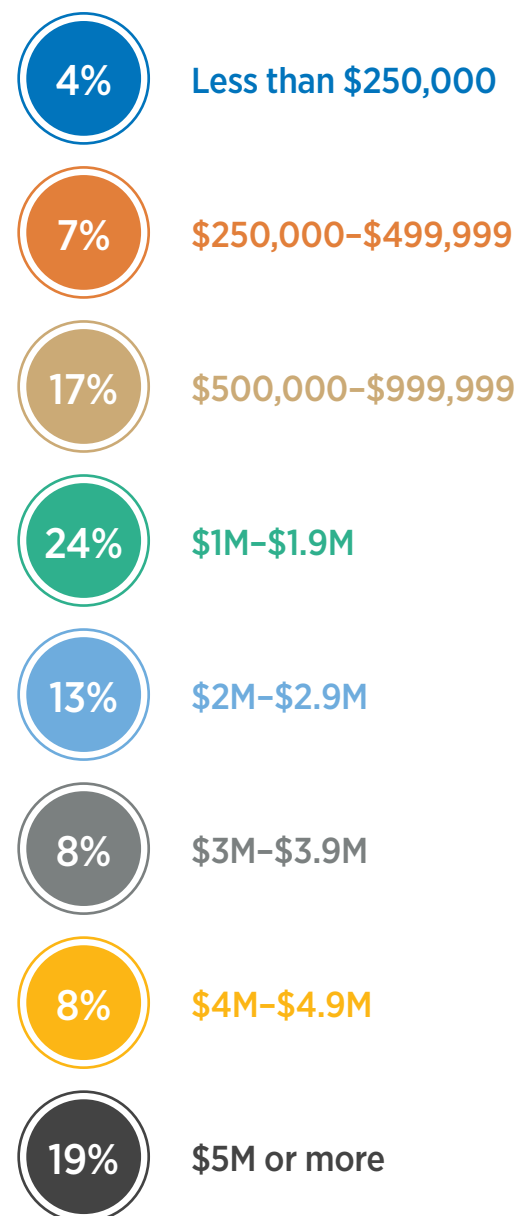 4% Less than $250,000
7% $250,000–$499,999
17% $500,000–$999,999
24% $1M–$1.9M
13% $2M–$2.9M
8% $3M–$3.9M
8% $4M–$4.9M
19% $5M or more